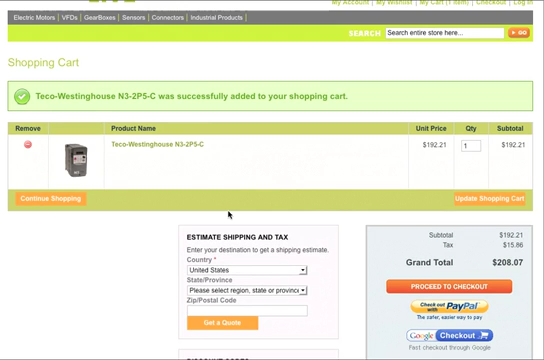 My Account | My Wishlist | My Cart (1 item) | Checkout | Log In
Electric Motors | VFDs | GearBoxes | Sensors | Connectors | Industrial Products |
SEARCH Search entire store here... GO
Shopping Cart
Teco-Westinghouse N3-2P5-C was successfully added to your shopping cart.
Remove Product Name Unit Price Qty Subtotal
Teco-Westinghouse N3-2P5-C $192.21 1 $192.21
Continue Shopping Update Shopping Cart
ESTIMATE SHIPPING AND TAX
Enter your destination to get a shipping estimate.
Country *
United States
State/Province
Please select region, state or province
Zip/Postal Code
Get a Quote
Subtotal $192.21
Tax $15.86
Grand Total $208.07
PROCEED TO CHECKOUT
Check out with PayPal
The safer, easier way to pay
Google Checkout
Fast checkout through Google